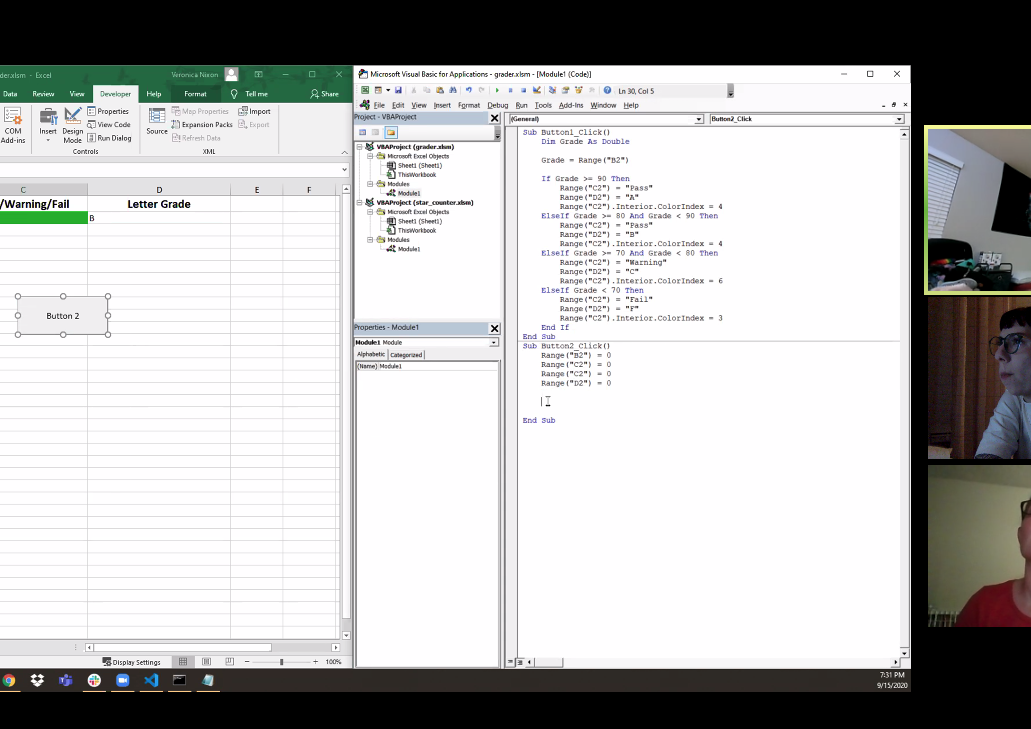 der.xlsm - Excel
Veronica Nixon
Data Review View Developer Help Format Tell me Share
COM Add-ins
Insert
Design Mode
Properties
View Code
Run Dialog
Controls
Source
Map Properties
Expansion Packs
Refresh Data
Import
Export
XML
C D E F
/Warning/Fail Letter Grade
B
Button 2
Display Settings
100%
Microsoft Visual Basic for Applications - grader.xlsm - [Module1 (Code)]
Ln 30, Col 5
File Edit View Insert Format Debug Run Tools Add-Ins Window Help
Project - VBAProject
VBAProject (grader.xlsm)
Microsoft Excel Objects
Sheet1 (Sheet1)
ThisWorkbook
Modules
Module1
VBAProject (star_counter.xlsm)
Microsoft Excel Objects
Sheet1 (Sheet1)
ThisWorkbook
Modules
Module1
Properties - Module1
Module1 Module
Alphabetic Categorized
(Name) Module1
(General) Button2_Click
Sub Button1_Click()
Dim Grade As Double
Grade = Range("B2")
If Grade >= 90 Then
Range("C2") = "Pass"
Range("D2") = "A"
Range("C2").Interior.ColorIndex = 4
ElseIf Grade >= 80 And Grade < 90 Then
Range("C2") = "Pass"
Range("D2") = "B"
Range("C2").Interior.ColorIndex = 4
ElseIf Grade >= 70 And Grade < 80 Then
Range("C2") = "Warning"
Range("D2") = "C"
Range("C2").Interior.ColorIndex = 6
ElseIf Grade < 70 Then
Range("C2") = "Fail"
Range("D2") = "F"
Range("C2").Interior.ColorIndex = 3
End If
End Sub
Sub Button2_Click()
Range("B2") = 0
Range("C2") = 0
Range("C2") = 0
Range("D2") = 0
End Sub
7:31 PM
9/15/2020